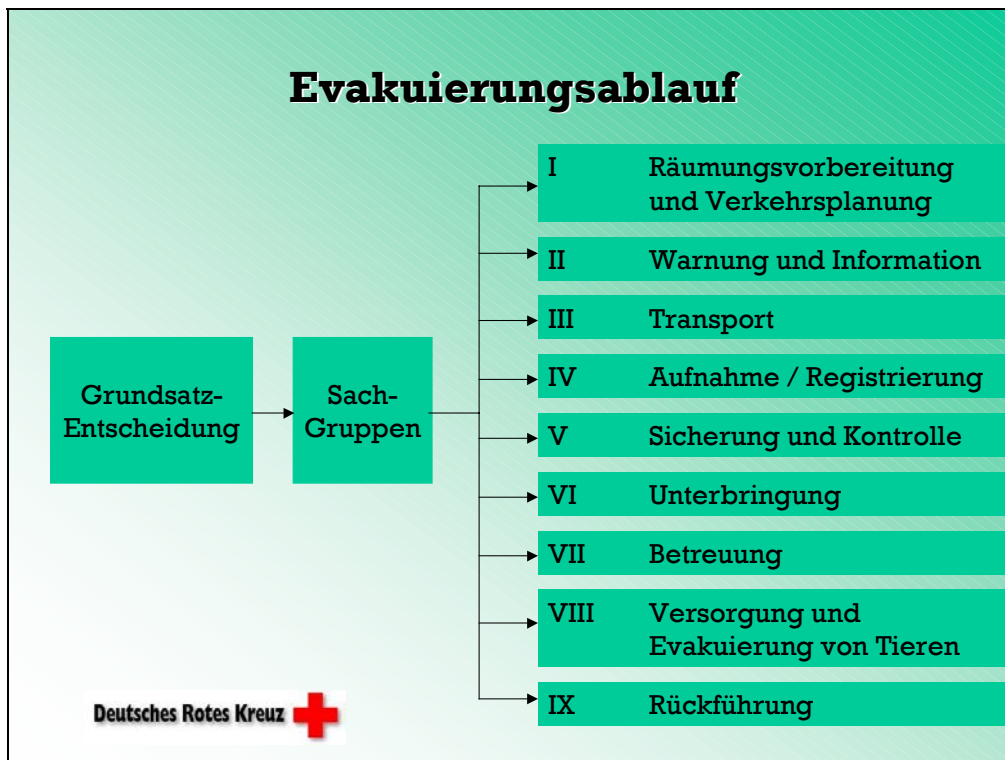 Evakuierungsablauf
Grundsatz-
Entscheidung
Sach-
Gruppen
I Räumungsvorbereitung
und Verkehrsplanung
II Warnung und Information
III Transport
IV Aufnahme / Registrierung
V Sicherung und Kontrolle
VI Unterbringung
VII Betreuung
VIII Versorgung und
Evakuierung von Tieren
IX Rückführung
Deutsches Rotes Kreuz